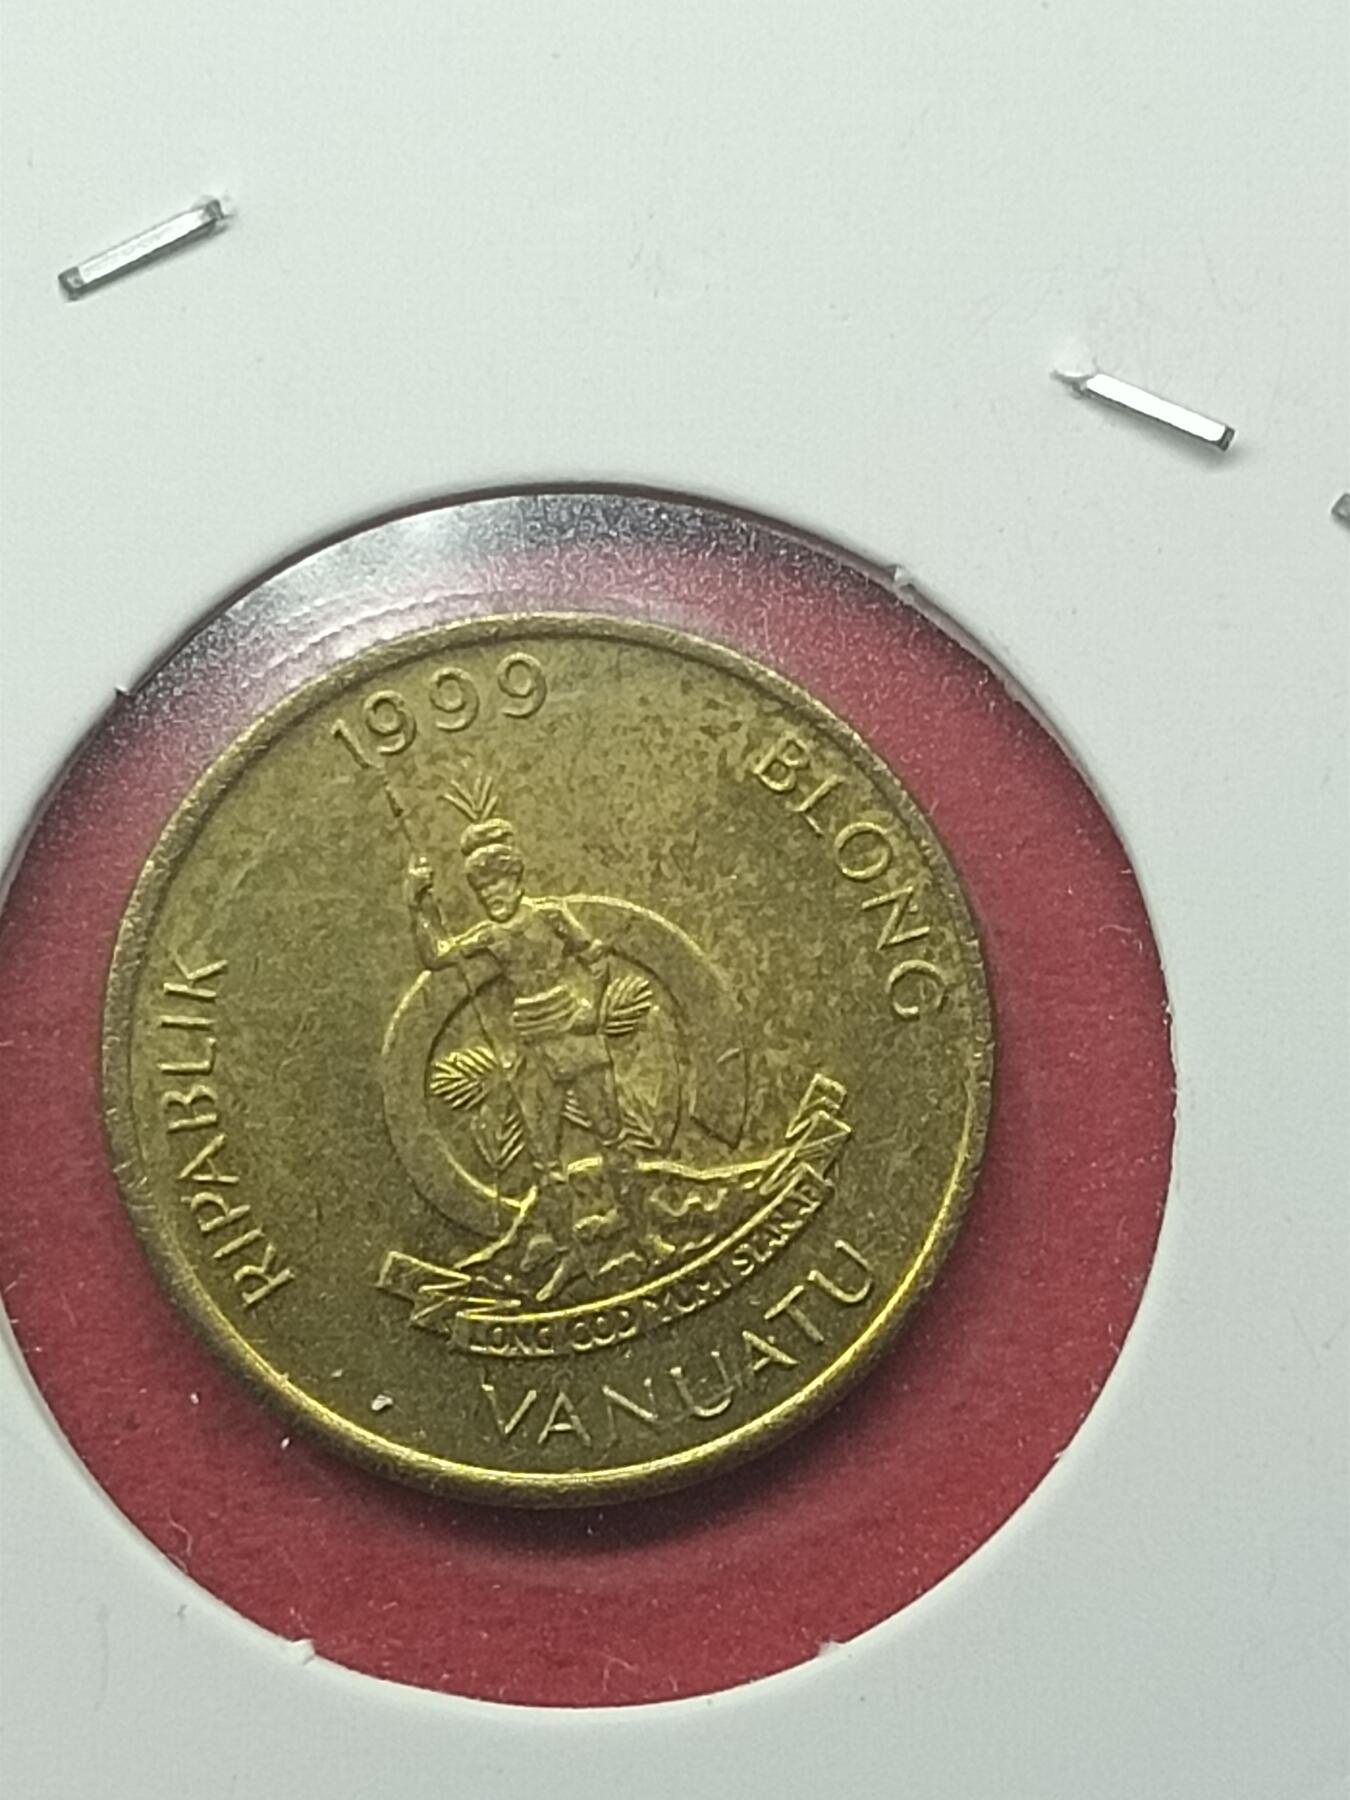 1999
RIPABLIK
BLONG
VANUATU
LONG GOD YUMI STANAP